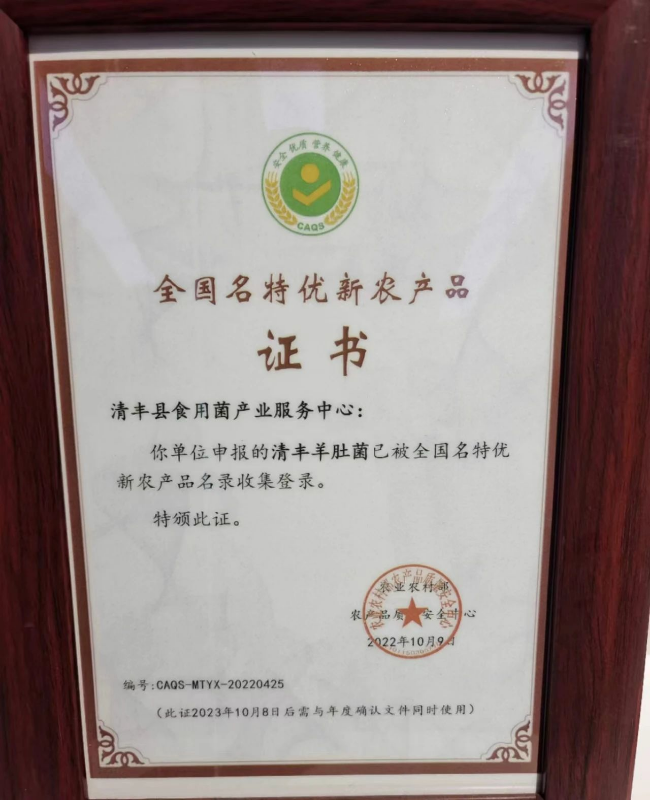 安全 优质 营养 健康
CAQS
全国名特优新农产品
证书
清丰县食用菌产业服务中心：
你单位申报的清丰羊肚菌已被全国名特优
新农产品名录收集登录。
特颁此证。
农业农村部
农产品质量安全中心
2022年10月9日
编号：CAQS-MTYX-20220425
（此证2023年10月8日后需与年度确认文件同时使用）